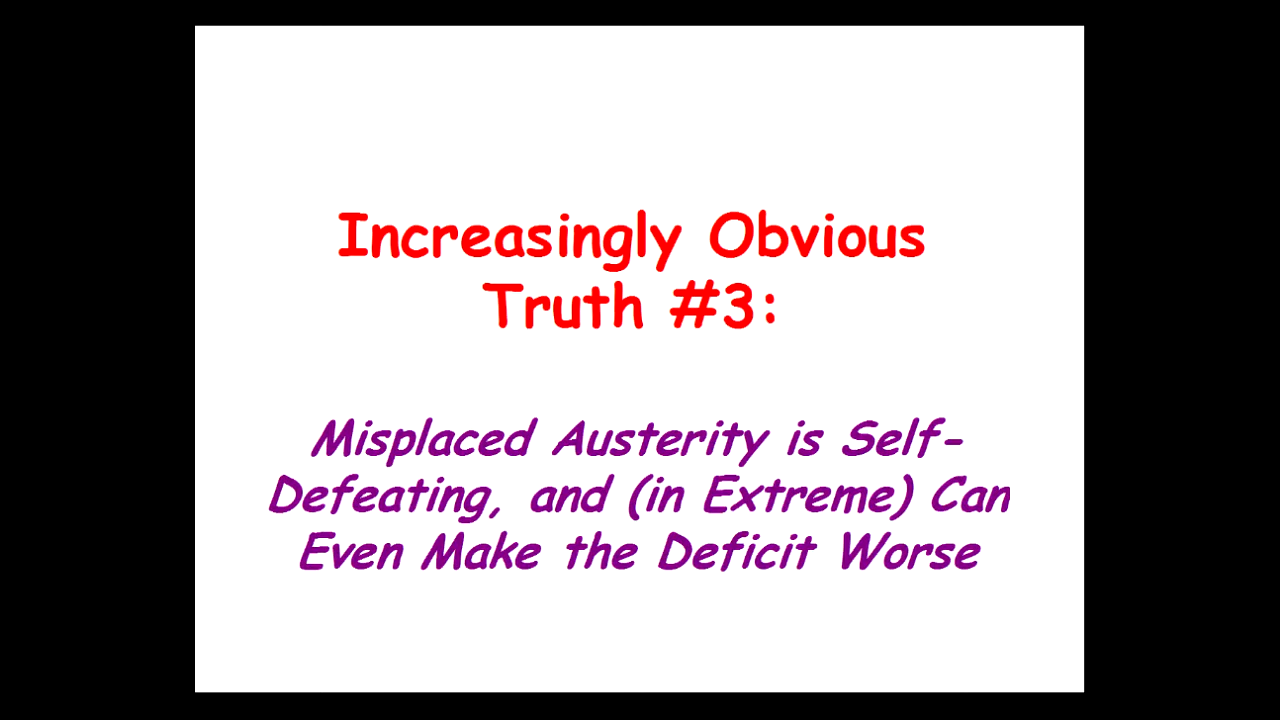 Increasingly Obvious
Truth #3:
Misplaced Austerity is Self-
Defeating, and (in Extreme) Can
Even Make the Deficit Worse